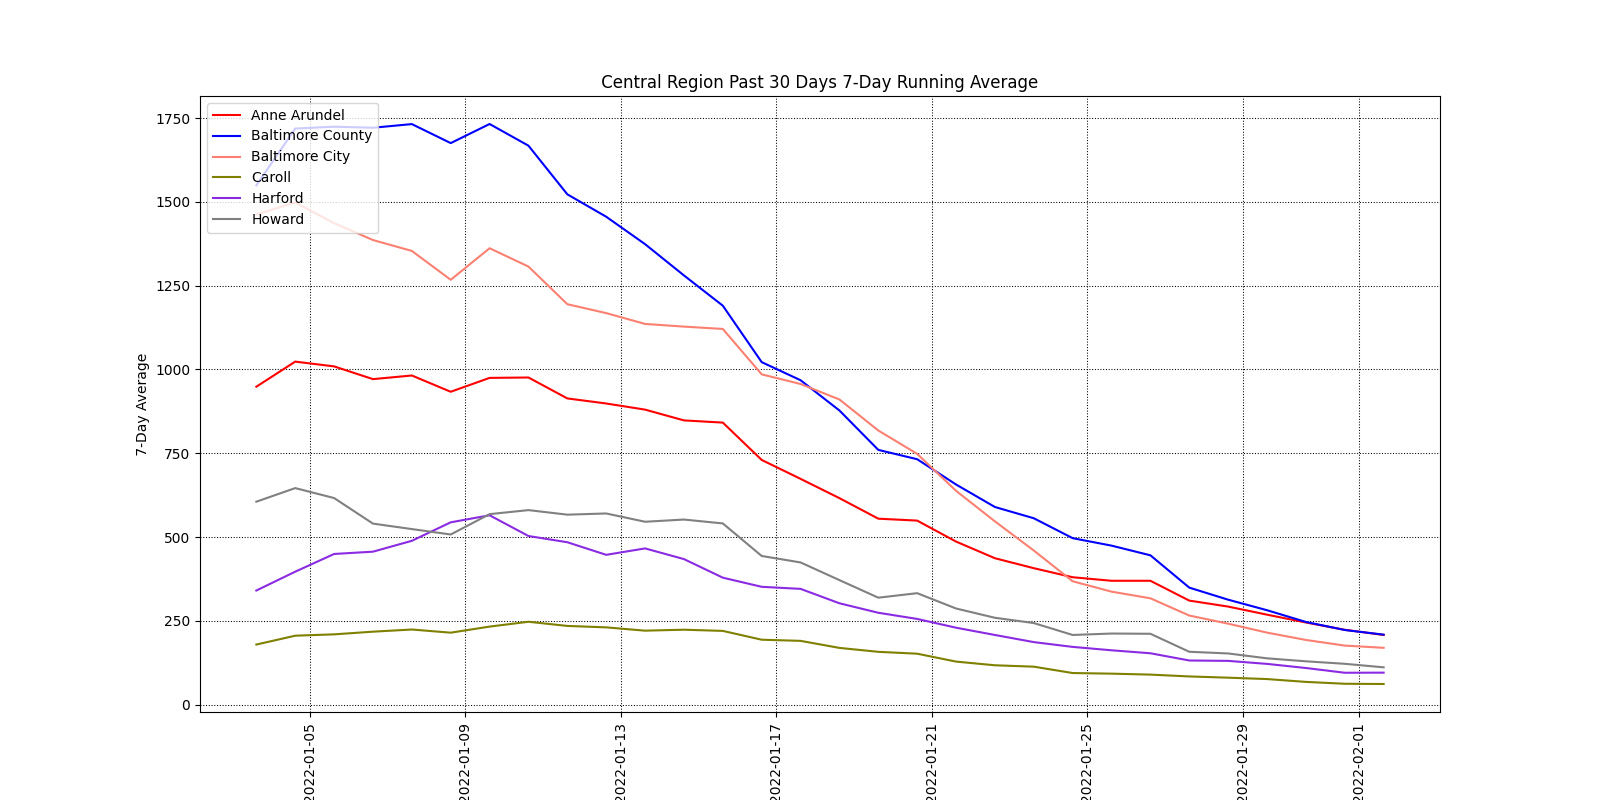 Central Region Past 30 Days 7-Day Running Average
Anne Arundel
Baltimore County
Baltimore City
Caroll
Harford
Howard
7-Day Average
1750
1500
1250
1000
750
500
250
0
2022-01-05
2022-01-09
2022-01-13
2022-01-17
2022-01-21
2022-01-25
2022-01-29
2022-02-01